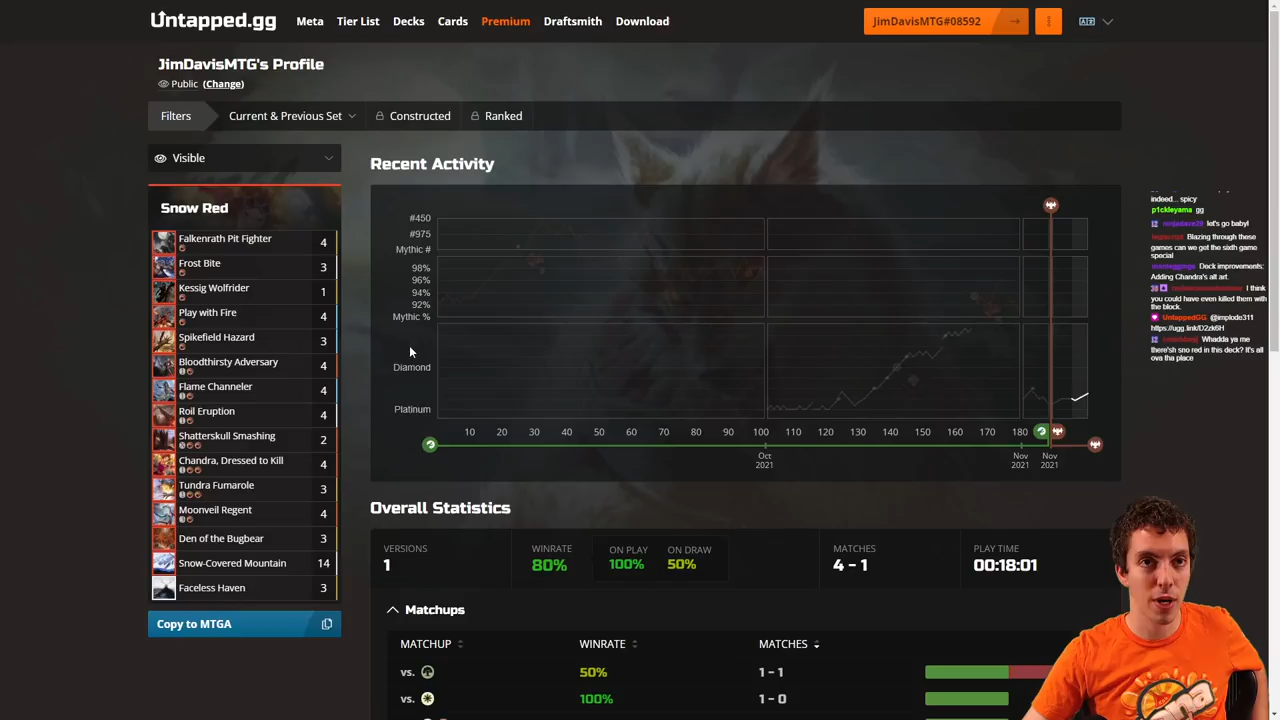 Untapped.gg
Meta
Tier List
Decks
Cards
Premium
Draftsmith
Download
JimDavisMTG#08592
JimDavisMTG's Profile
Public (Change)
Filters
Current & Previous Set
Constructed
Ranked
Visible
Snow Red
Falkenrath Pit Fighter 4
Frost Bite 3
Kessig Wolfrider 1
Play with Fire 4
Spikefield Hazard 3
Bloodthirsty Adversary 4
Flame Channeler 4
Roil Eruption 4
Shatterskull Smashing 2
Chandra, Dressed to Kill 4
Tundra Fumarole 3
Moonveil Regent 4
Den of the Bugbear 3
Snow-Covered Mountain 14
Faceless Haven 3
Copy to MTGA
Recent Activity
#450
#975
Mythic #
98%
96%
94%
92%
Mythic %
Diamond
Platinum
10 20 30 40 50 60 70 80 90 100 110 120 130 140 150 160 170 180
Oct 2021
Nov 2021
Nov 2021
Overall Statistics
VERSIONS
1
WINRATE
80%
ON PLAY
100%
ON DRAW
50%
MATCHES
4 - 1
PLAY TIME
00:18:01
Matchups
MATCHUP WINRATE MATCHES
vs. 50% 1 - 1
vs. 100% 1 - 0
indeed... spicy
p1ckleyama gg
let's go baby!
Blazing through these
games can we get the sixth game
special
Deck improvements:
Adding Chandra's alt art.
I think
you could have even killed them with
the block.
UntappedGG @implode311
https://ugg.link/D2zk6H
Whadda ya me
there'sh sno red in this deck? It's all
ova tha place